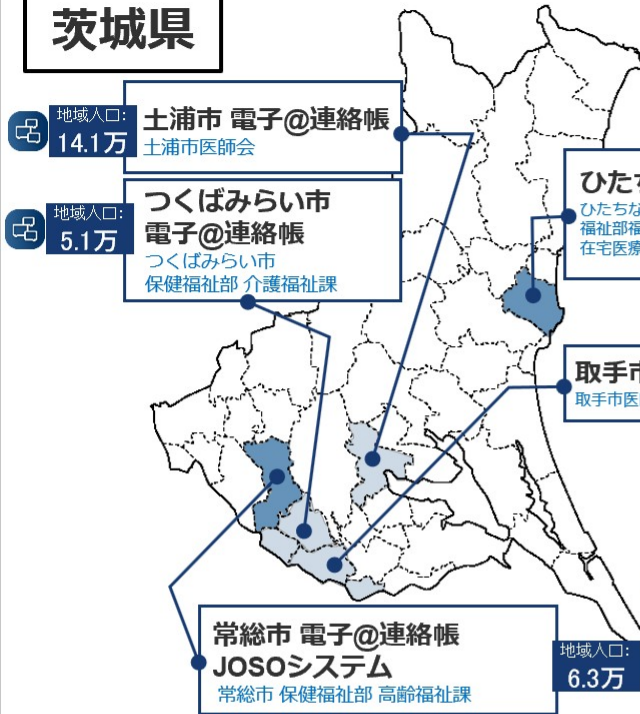 茨城県
地域人口:
14.1万
土浦市 電子@連絡帳
土浦市医師会
地域人口:
5.1万
つくばみらい市
電子@連絡帳
つくばみらい市
保健福祉部 介護福祉課
ひた
ひたちな
福祉部福
在宅医療
取手市
取手市医
常総市 電子@連絡帳
JOSOシステム
常総市 保健福祉部 高齢福祉課
地域人口:
6.3万